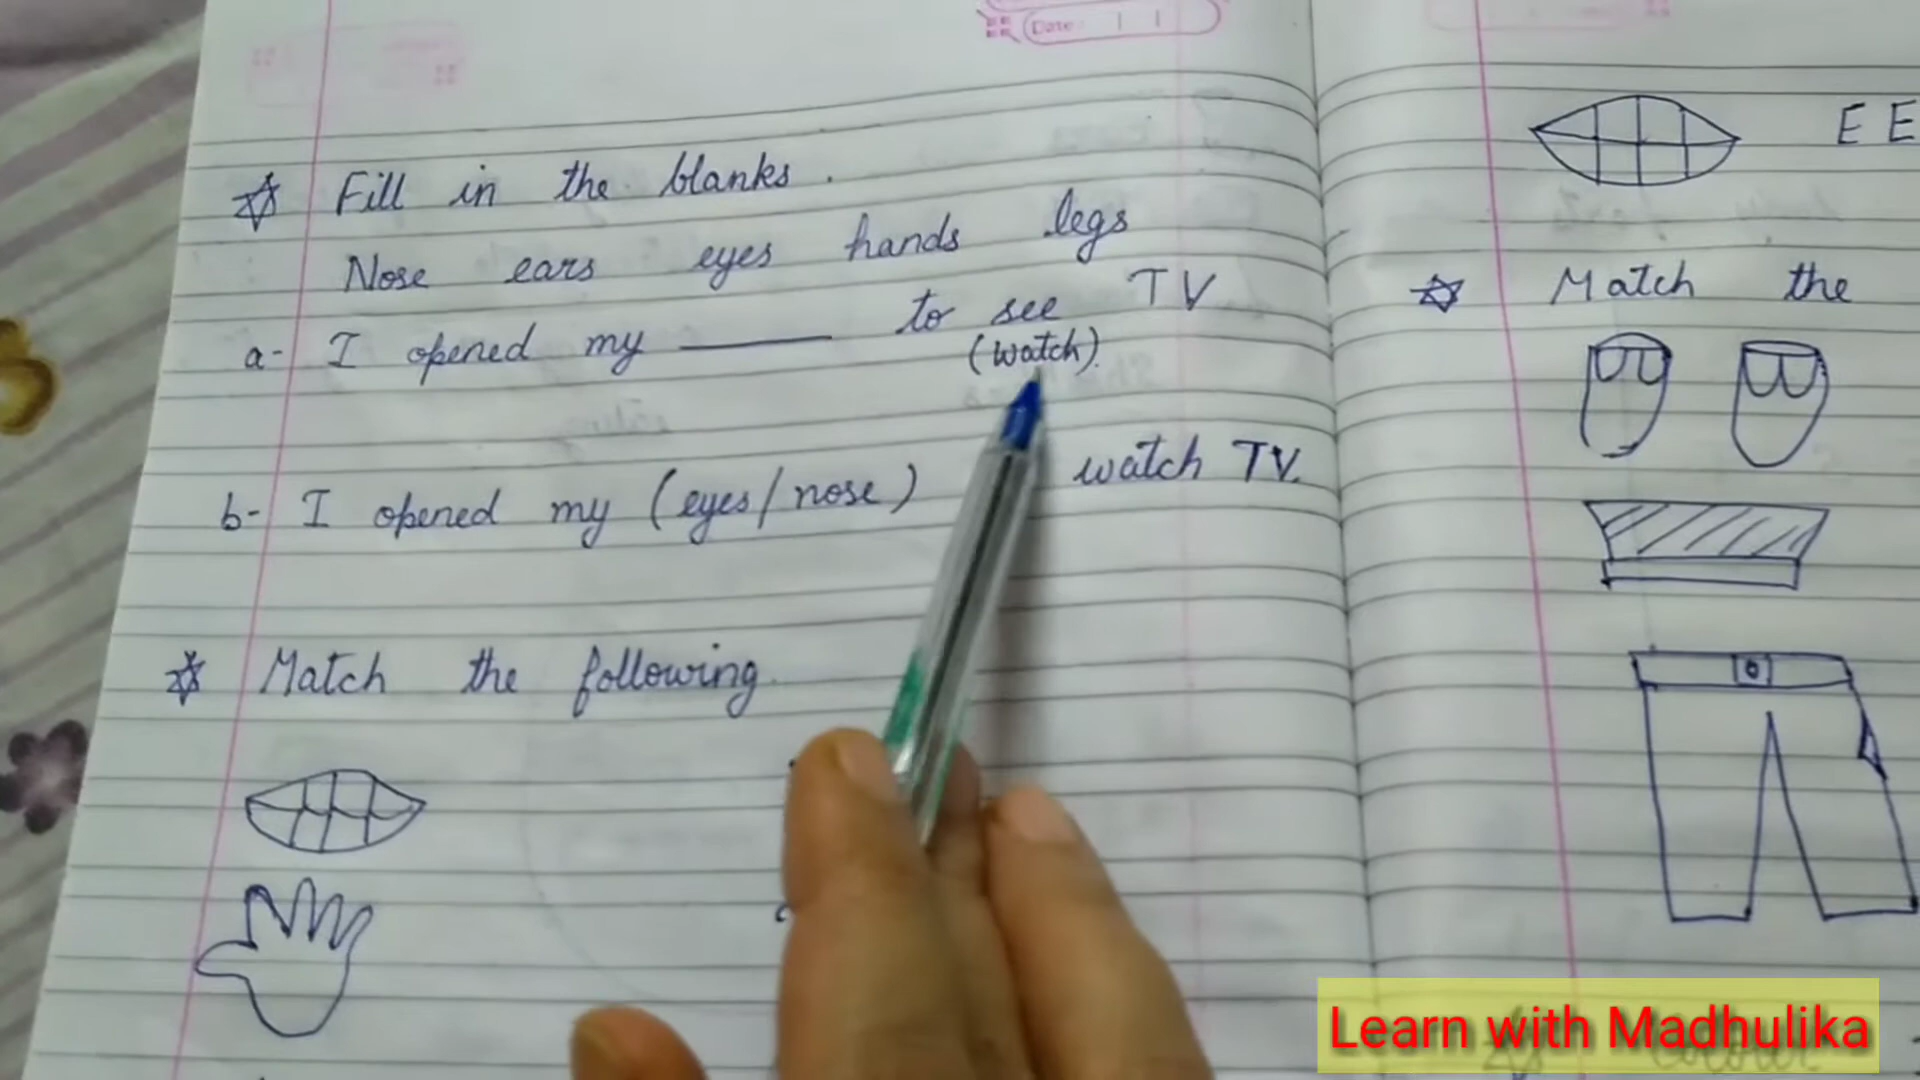 Date:
☆ Fill in the blanks.
Nose ears eyes hands legs
a- I opened my ______ to see TV
(watch).
b- I opened my (eyes/nose) watch TV.
☆ Match the following.
E E
☆ Match the
Learn with Madhulika